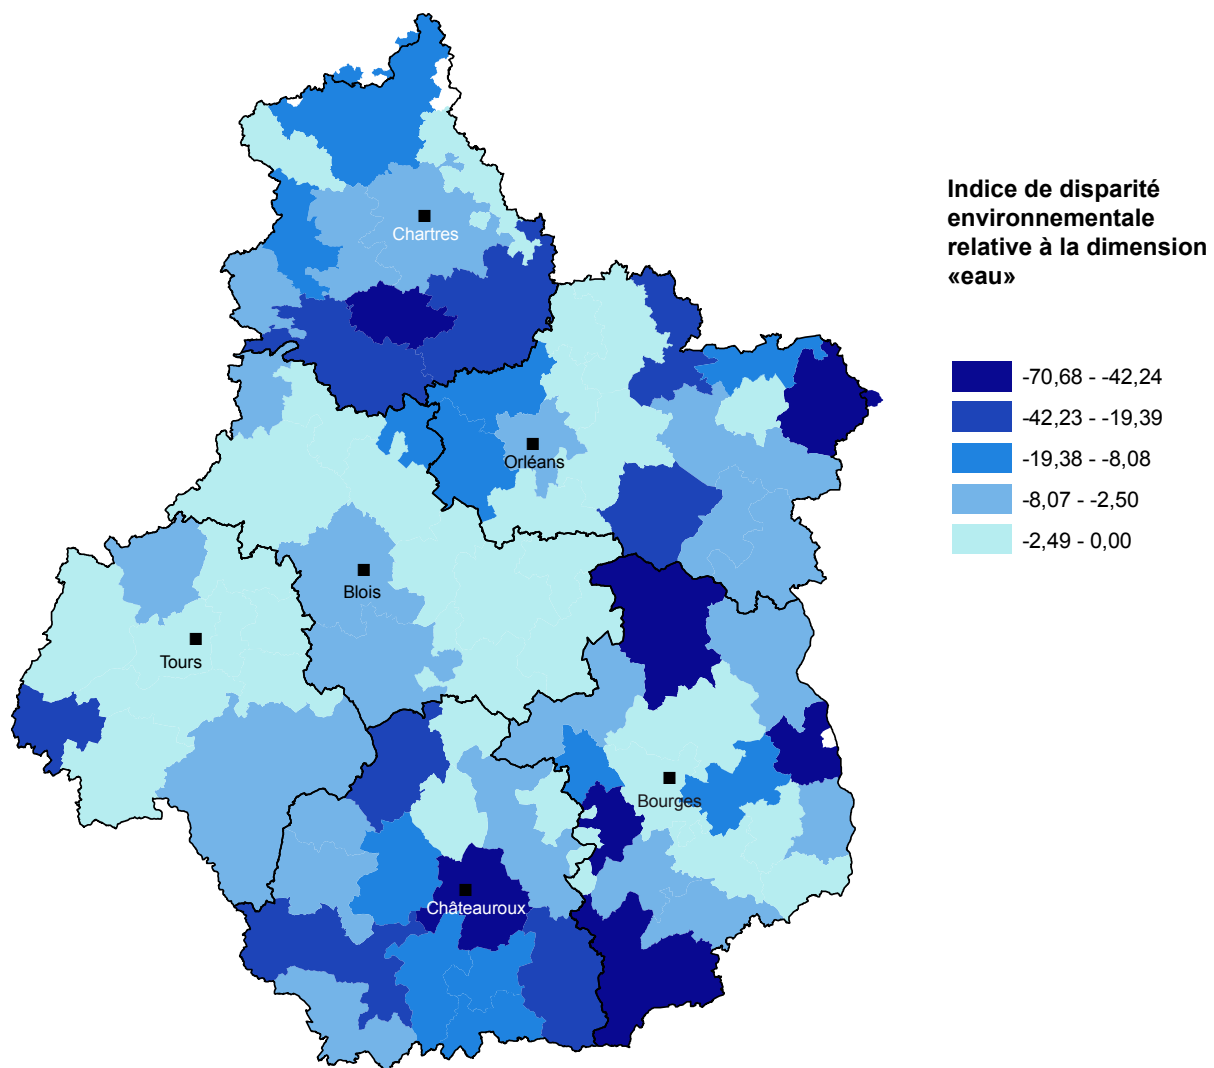 Chartres
Indice de disparité
environnementale
relative à la dimension
«eau»
-70,68 - -42,24
-42,23 - -19,39
-19,38 - -8,08
-8,07 - -2,50
-2,49 - 0,00
Orléans
Blois
Tours
Bourges
Châteauroux